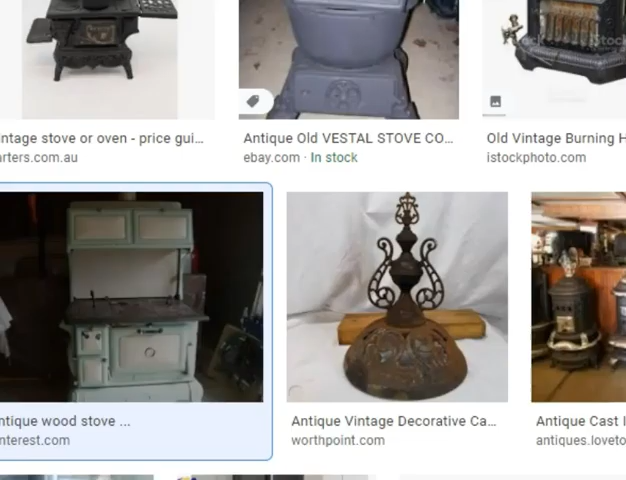 ntage stove or oven - price gui...
arters.com.au
Antique Old VESTAL STOVE CO...
ebay.com · In stock
Old Vintage Burning H
istockphoto.com
ntique wood stove ...
nterest.com
Antique Vintage Decorative Ca...
worthpoint.com
Antique Cast I
antiques.loveto